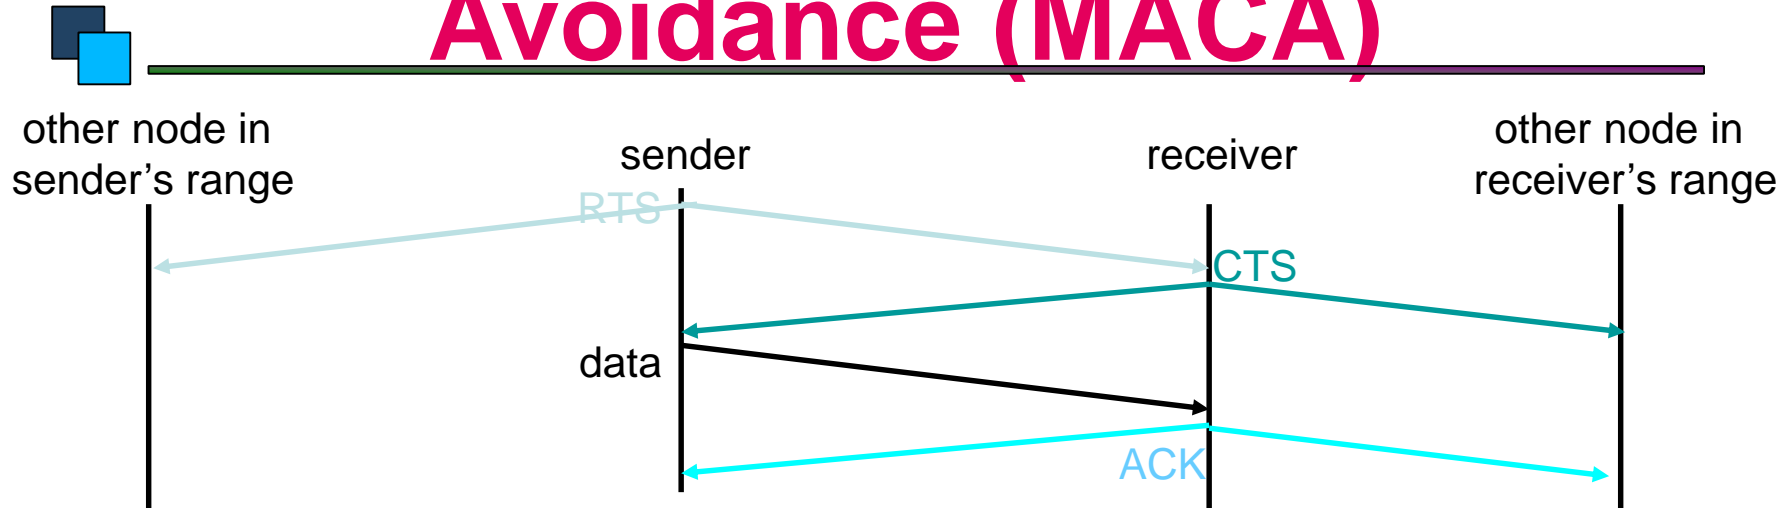 Avoidance (MACA)
other node in
sender’s range
sender
receiver
other node in
receiver’s range
RTS
CTS
data
ACK